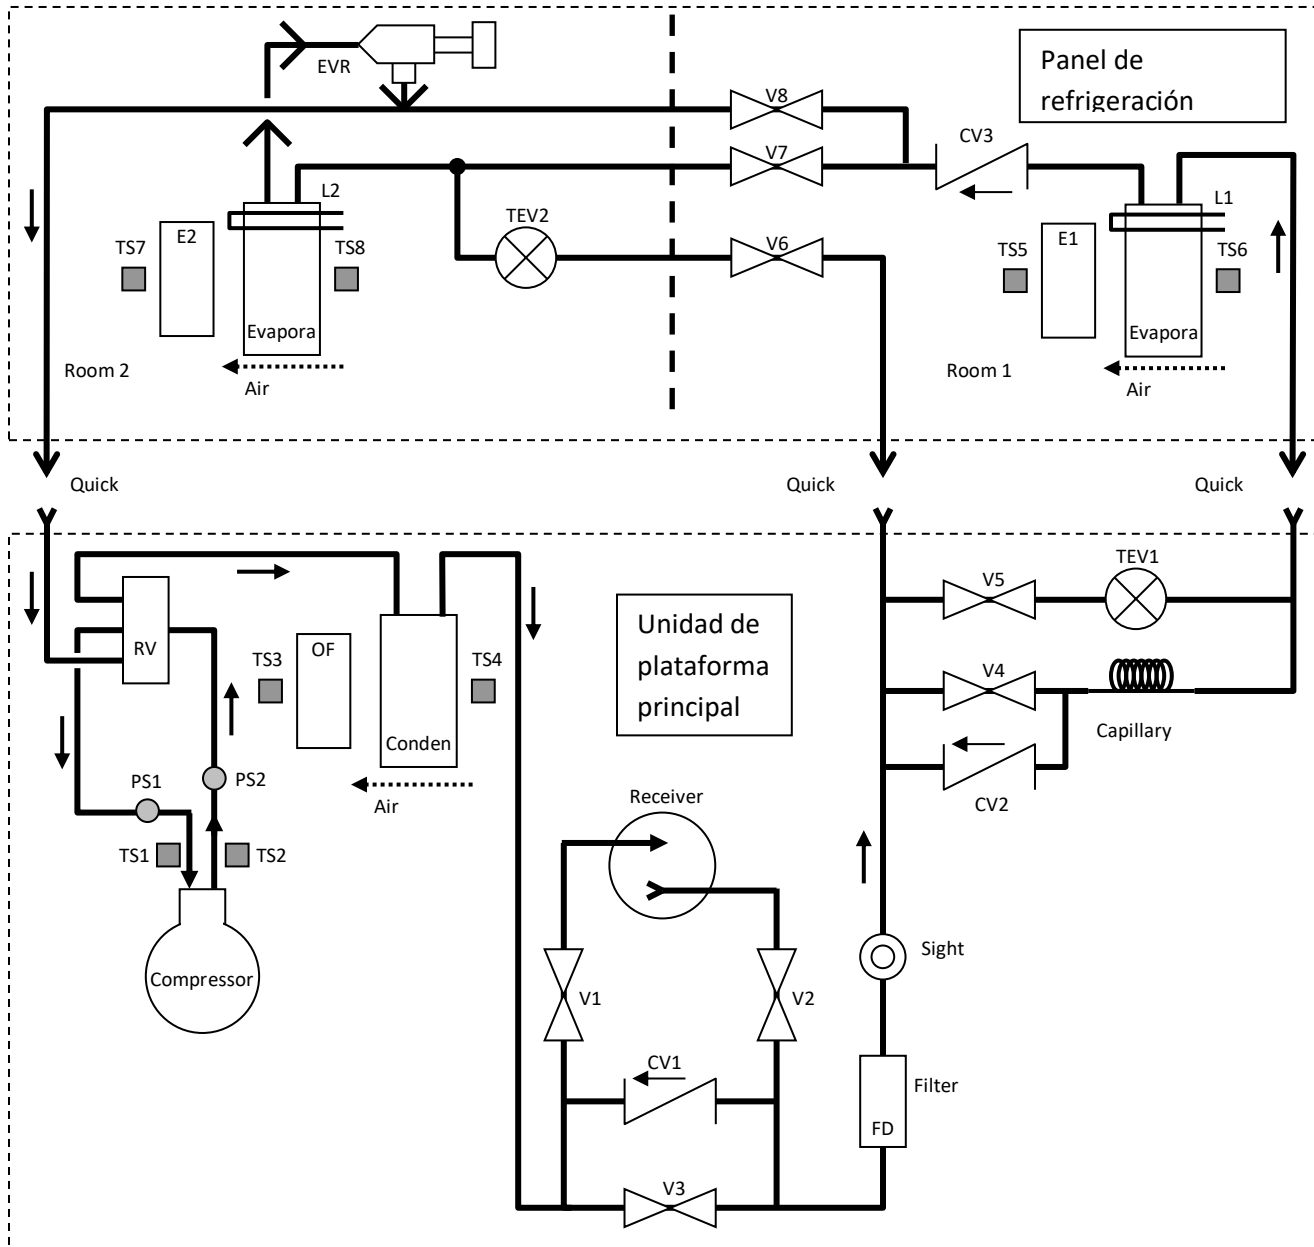 EVR
Panel de
refrigeración
V8
CV3
V7
L2
L1
TEV2
E2
E1
TS7
TS8
V6
TS5
TS6
Evapora
Evapora
Room 2
Room 1
Air
Air
Quick
Quick
Quick
TEV1
V5
Unidad de
plataforma
principal
RV
OF
TS3
TS4
V4
Conden
Capillary
PS1
PS2
Air
Receiver
CV2
TS1
TS2
Sight
Compressor
V1
V2
CV1
Filter
FD
V3